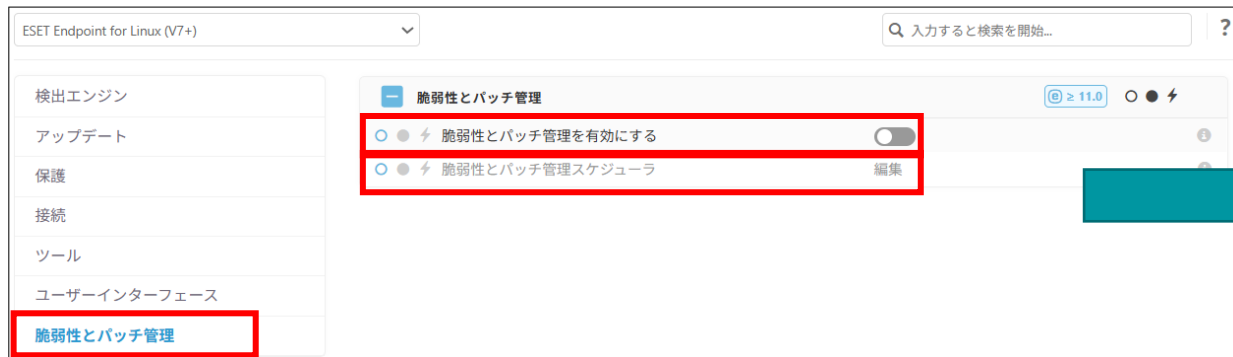 ESET Endpoint for Linux (V7+)
入力すると検索を開始...
?
検出エンジン
アップデート
保護
接続
ツール
ユーザーインターフェース
脆弱性とパッチ管理
脆弱性とパッチ管理
ⓔ ≥ 11.0
脆弱性とパッチ管理を有効にする
脆弱性とパッチ管理スケジューラ
編集